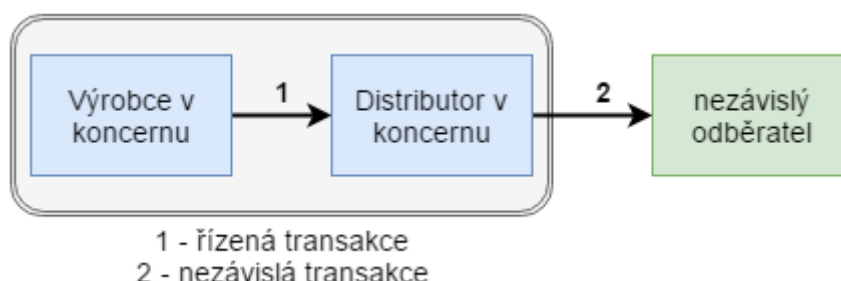 Výrobce v
koncernu
1
Distributor v
koncernu
2
nezávislý
odběratel
1 - řízená transakce
2 - nezávislá transakce